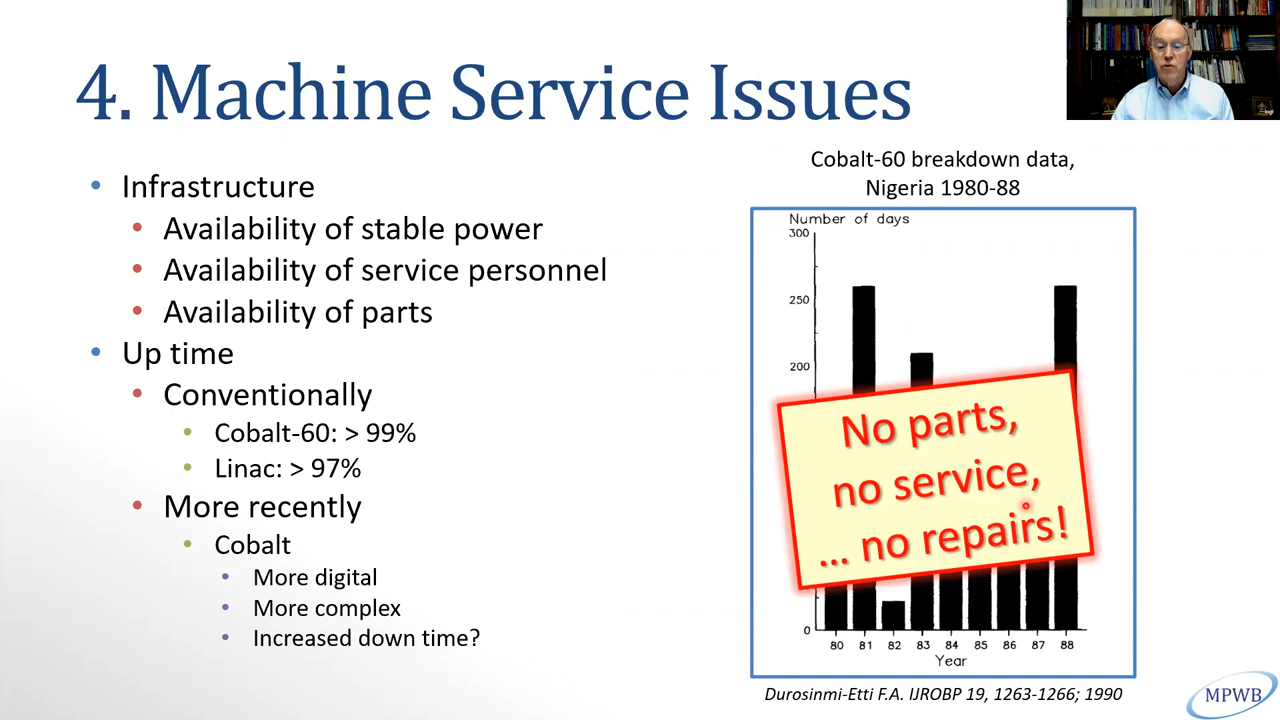 4. Machine Service Issues
• Infrastructure
• Availability of stable power
• Availability of service personnel
• Availability of parts
• Up time
• Conventionally
• Cobalt-60: > 99%
• Linac: > 97%
• More recently
• Cobalt
• More digital
• More complex
• Increased down time?
Cobalt-60 breakdown data,
Nigeria 1980-88
Number of days
300
250
200
No parts,
no service,
... no repairs!
0
80 81 82 83 84 85 86 87 88
Year
Durosinmi-Etti F.A. IJROBP 19, 1263-1266; 1990
MPWB